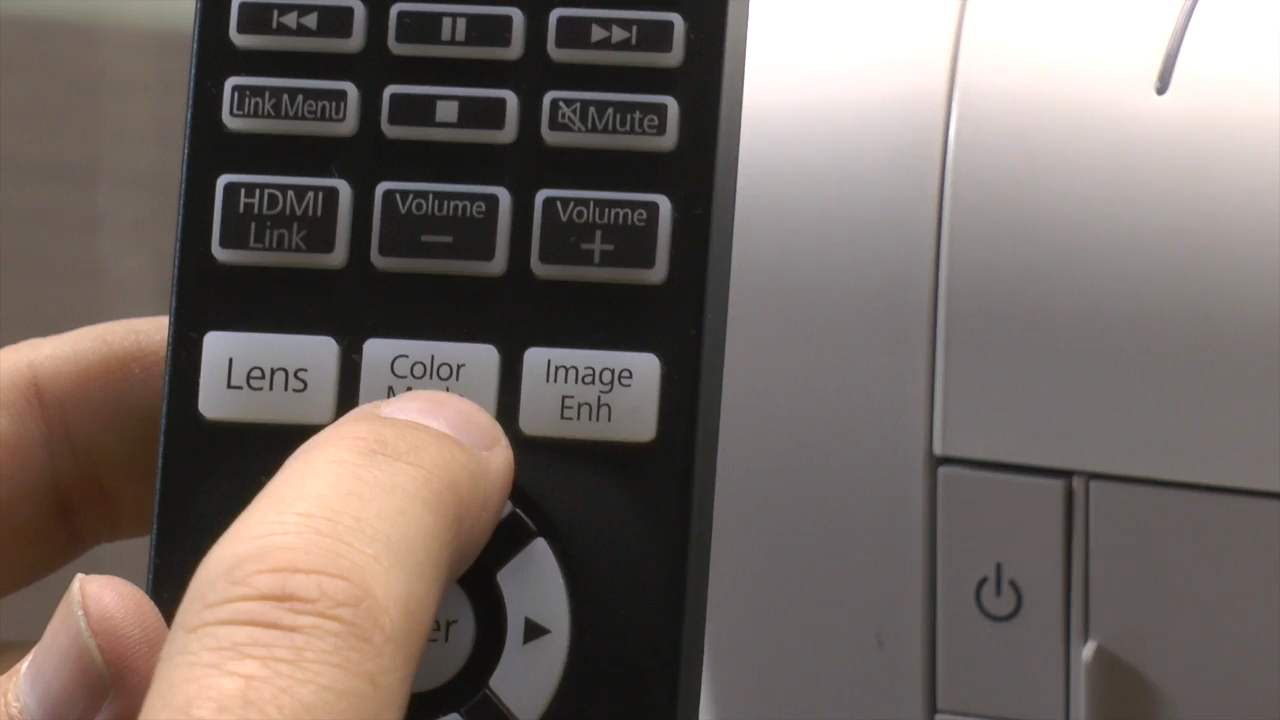 Link Menu
Mute
HDMI
Link
Volume
−
Volume
+
Lens
Color
Image
Enh